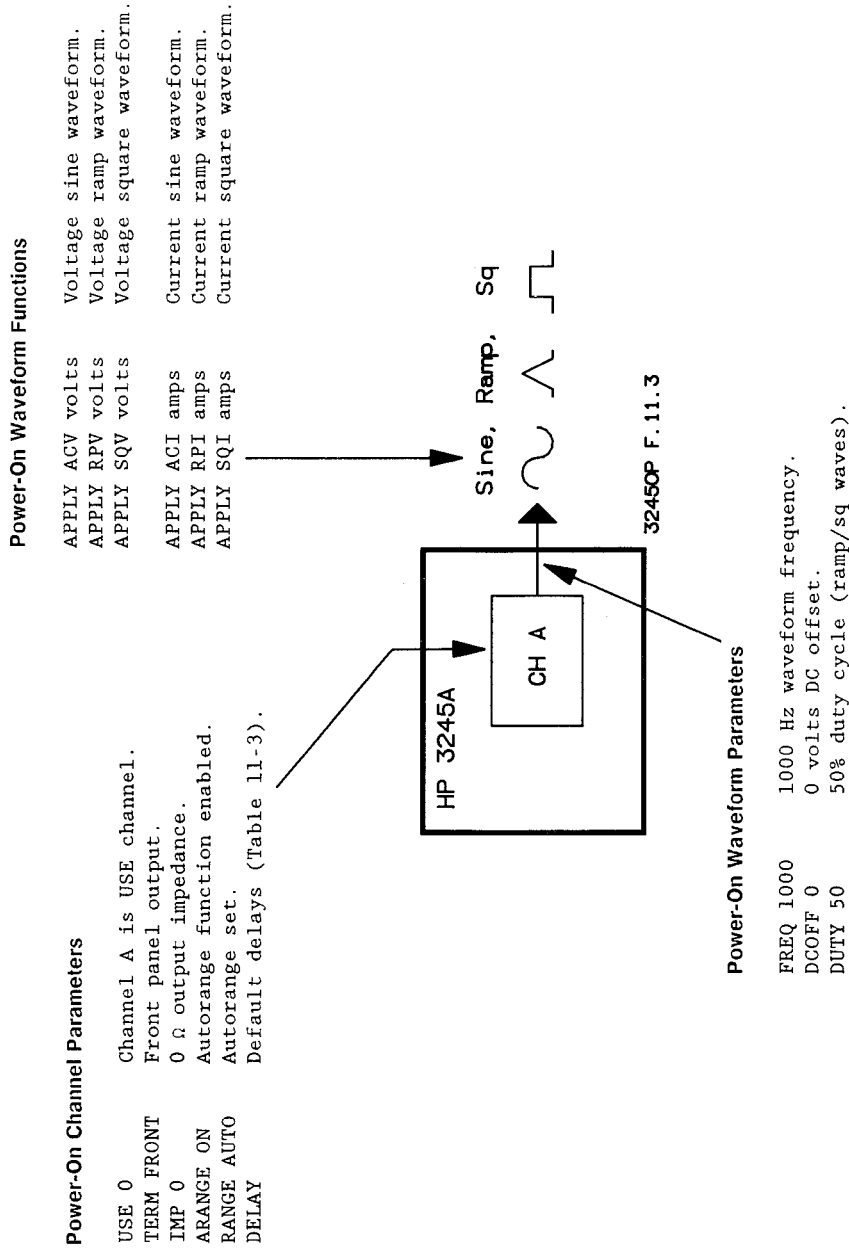 Power-On Channel Parameters
USE 0 Channel A is USE channel.
TERM FRONT Front panel output.
IMP 0 0 Ω output impedance.
ARANGE ON Autorange function enabled.
RANGE AUTO Autorange set.
DELAY Default delays (Table 11-3).
Power-On Waveform Functions
APPLY ACV volts Voltage sine waveform.
APPLY RPV volts Voltage ramp waveform.
APPLY SQV volts Voltage square waveform.
APPLY ACI amps Current sine waveform.
APPLY RPI amps Current ramp waveform.
APPLY SQI amps Current square waveform.
HP 3245A
CH A
Sine, Ramp, Sq
3245OP F.11.3
Power-On Waveform Parameters
FREQ 1000 1000 Hz waveform frequency.
DCOFF 0 0 volts DC offset.
DUTY 50 50% duty cycle (ramp/sq waves).